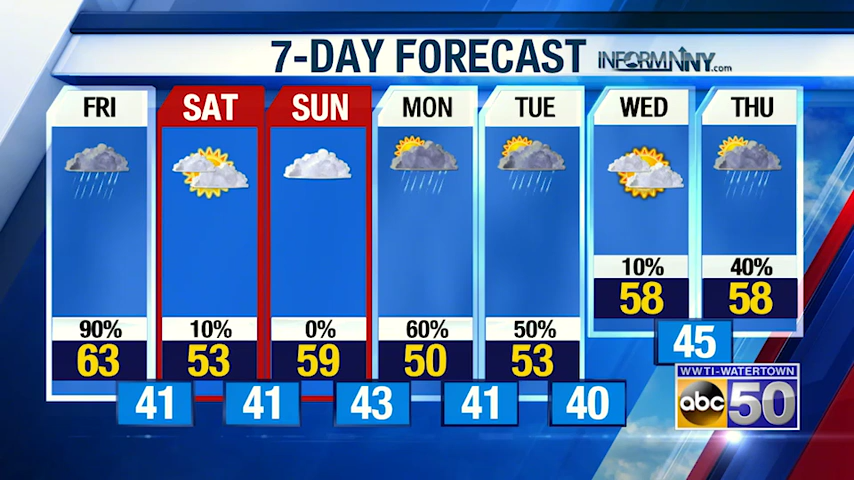 7-DAY FORECAST INFORMNNY.com
FRI SAT SUN MON TUE WED THU
10% 40%
58 58
90% 10% 0% 60% 50%
63 53 59 50 53
45
41 41 43 41 40
WWTI-WATERTOWN
abc 50